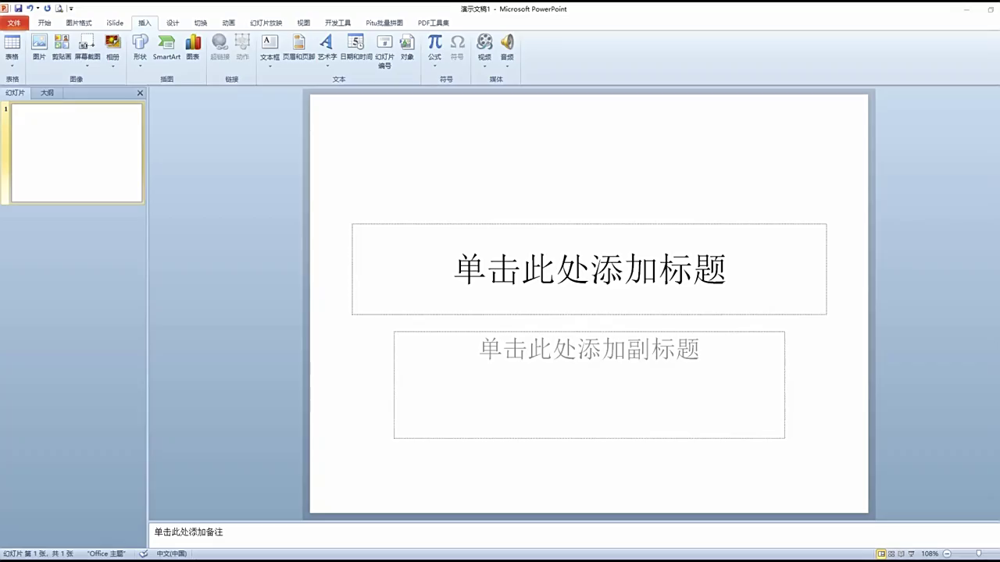 演示文稿1 - Microsoft PowerPoint
文件 开始 图片格式 iSlide 插入 设计 切换 动画 幻灯片放映 视图 开发工具 Pitu批量拼图 PDF工具集
表格 图片 剪贴画 屏幕截图 相册 形状 SmartArt 图表 超链接 动作 文本框 页眉和页脚 艺术字 日期和时间 幻灯片编号 对象 公式 符号 视频 音频
表格 图像 插图 链接 文本 符号 媒体
幻灯片 大纲
1
单击此处添加标题
单击此处添加副标题
单击此处添加备注
幻灯片 第 1 张, 共 1 张 "Office 主题" 中文(中国) 108%